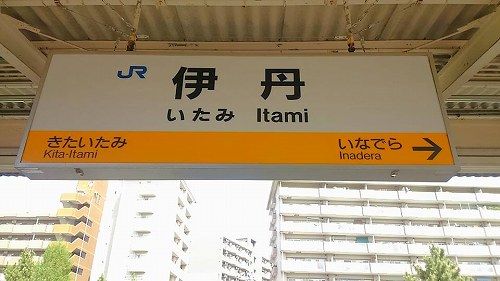 JR 伊丹
いたみ Itami
きたいたみ いなでら →
Kita-Itami Inadera